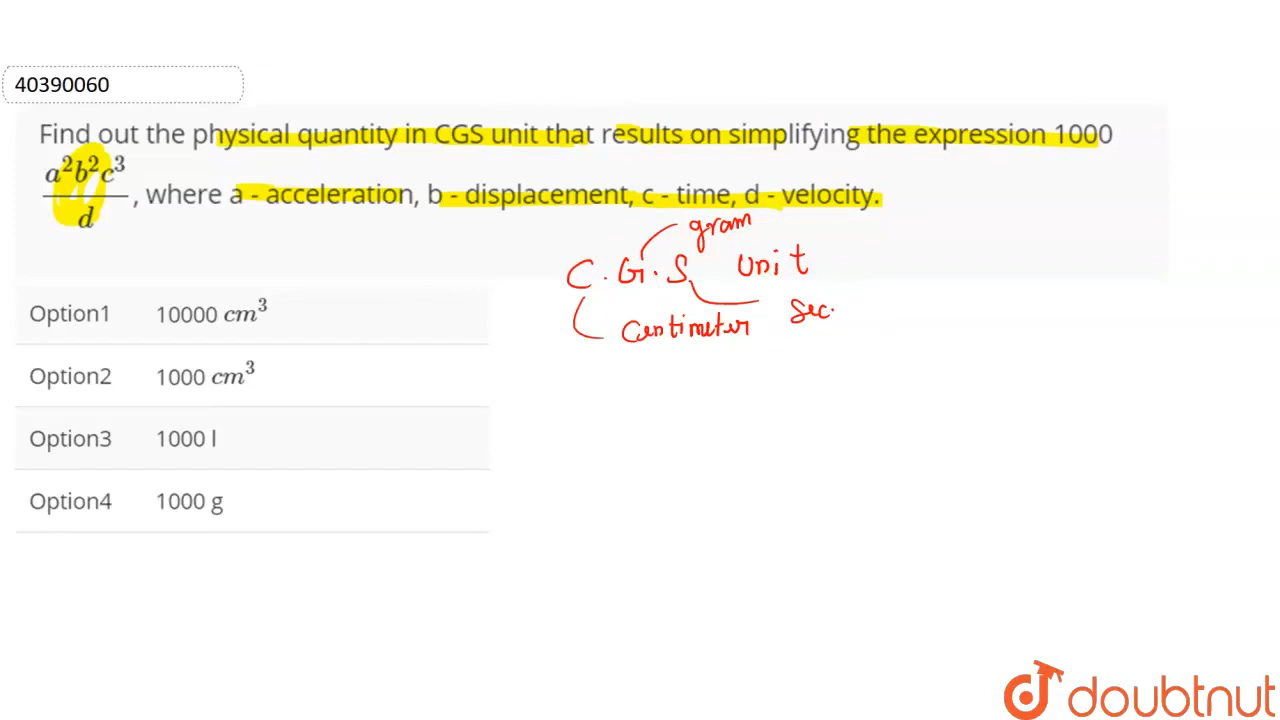 40390060
Find out the physical quantity in CGS unit that results on simplifying the expression 1000
a²b²c³
/ d , where a - acceleration, b - displacement, c - time, d - velocity.
gram
C.G.S Unit
Sec.
Centimeter
Option1 10000 cm³
Option2 1000 cm³
Option3 1000 l
Option4 1000 g
doubtnut